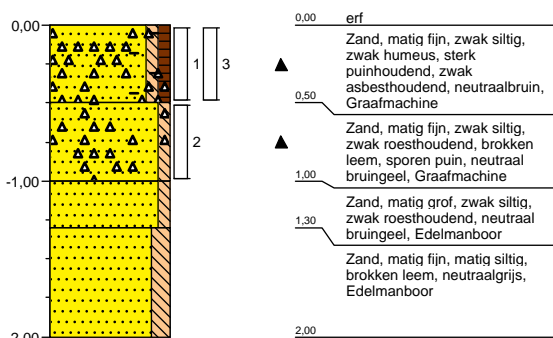 0,00
-1,00
-2,00
1
3
2
0,00
erf
Zand, matig fijn, zwak siltig,
zwak humeus, sterk
puinhoudend, zwak
asbesthoudend, neutraalbruin,
Graafmachine
0,50
Zand, matig fijn, zwak siltig,
zwak roesthoudend, brokken
leem, sporen puin, neutraal
bruingeel, Graafmachine
1,00
Zand, matig grof, zwak siltig,
zwak roesthoudend, neutraal
bruingeel, Edelmanboor
1,30
Zand, matig fijn, matig siltig,
brokken leem, neutraalgrijs,
Edelmanboor
2,00